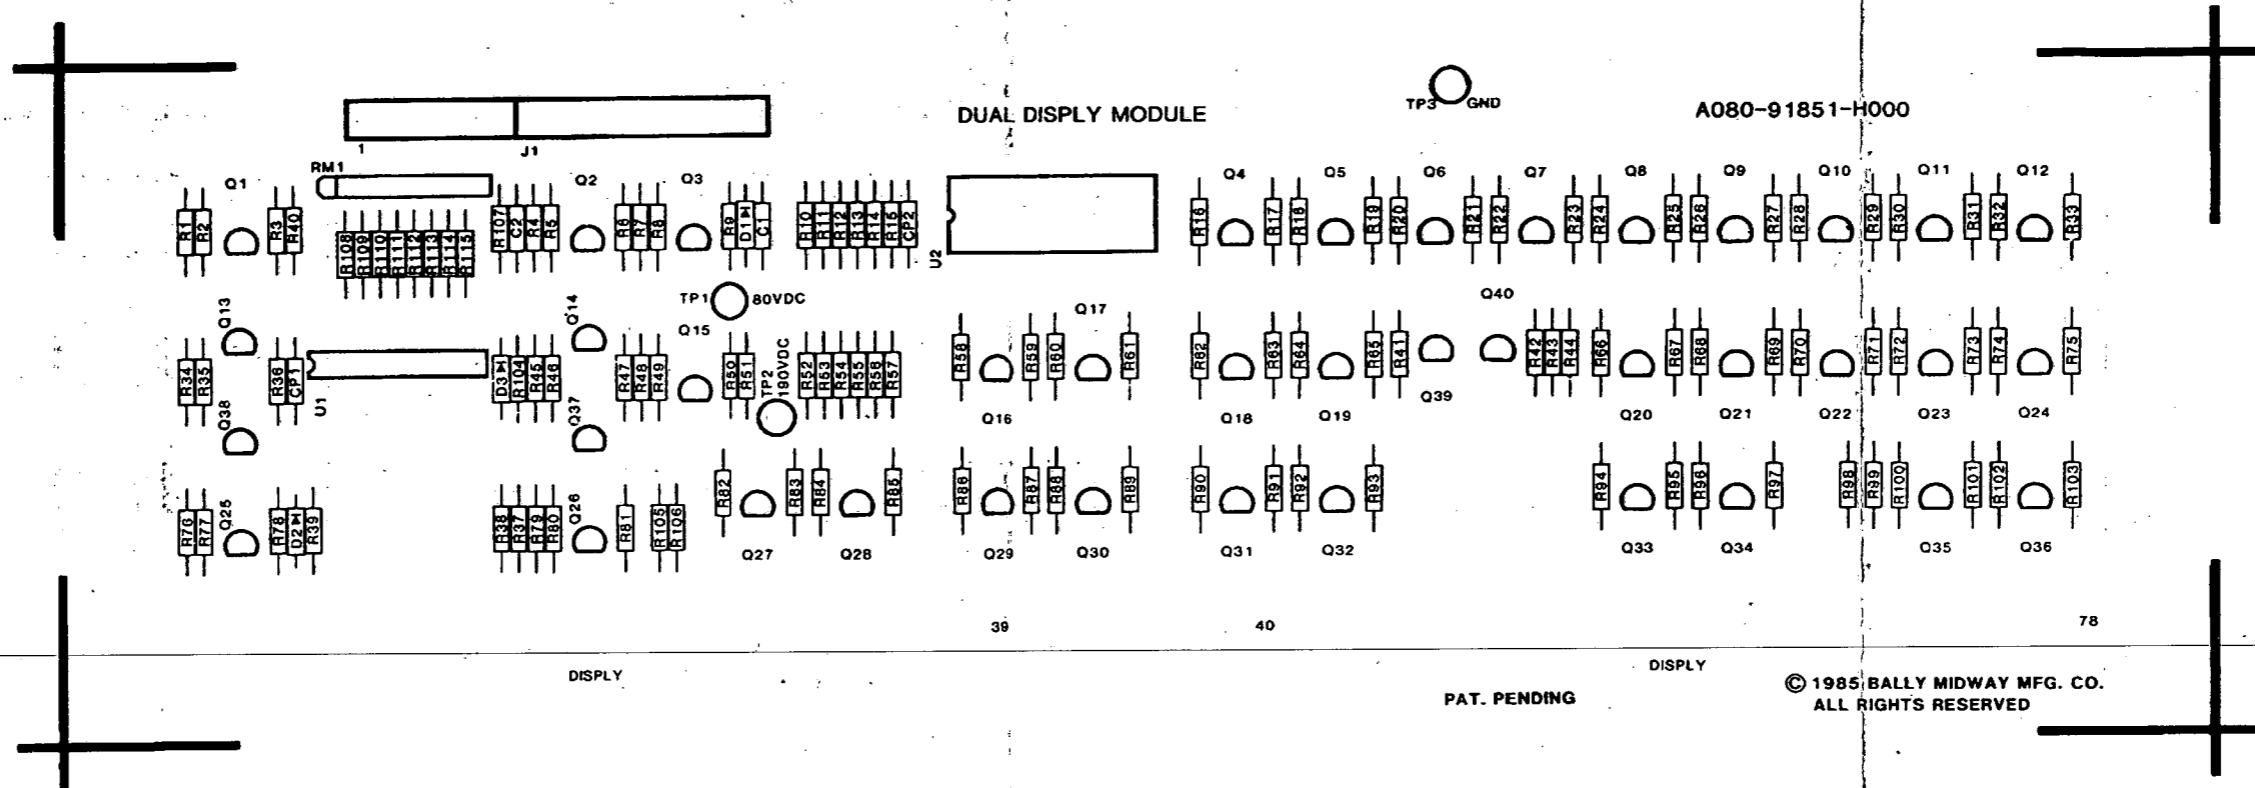 DUAL DISPLY MODULE
TP3 GND
A080-91851-H000
1 J1
RM1
Q1 Q2 Q3 Q4 Q5 Q6 Q7 Q8 Q9 Q10 Q11 Q12
R1 R2 R3 R40 R107 C2 R4 R5 R6 R7 R8 R9 D1 C1 R10 R11 R12 R13 R14 R15 CP2 U2 R16 R17 R18 R19 R20 R21 R22 R23 R24 R25 R26 R27 R28 R29 R30 R31 R32 R33
R108 R109 R110 R111 R112 R113 R114 R115
TP1 80VDC
Q13 Q14 Q15 Q17 Q40
TP2 190VDC
R34 R35 R36 CP1 U1 D3 R104 R45 R46 R47 R48 R49 R50 R51 R52 R53 R54 R55 R56 R57 R58 R59 R60 R61 R62 R63 R64 R65 R41 R42 R43 R44 R66 R67 R68 R69 R70 R71 R72 R73 R74 R75
Q38 Q37 Q16 Q18 Q19 Q39 Q20 Q21 Q22 Q23 Q24
R82 R83 R84 R85 R86 R87 R88 R89 R90 R91 R92 R93 R94 R95 R96 R97 R98 R99 R100 R101 R102 R103
R76 R77 Q25 R78 D2 R39 R38 R37 R79 R80 Q26 R81 R105 R106
Q27 Q28 Q29 Q30 Q31 Q32 Q33 Q34 Q35 Q36
39 40 78
DISPLY DISPLY
PAT. PENDING
© 1985 BALLY MIDWAY MFG. CO.
ALL RIGHTS RESERVED